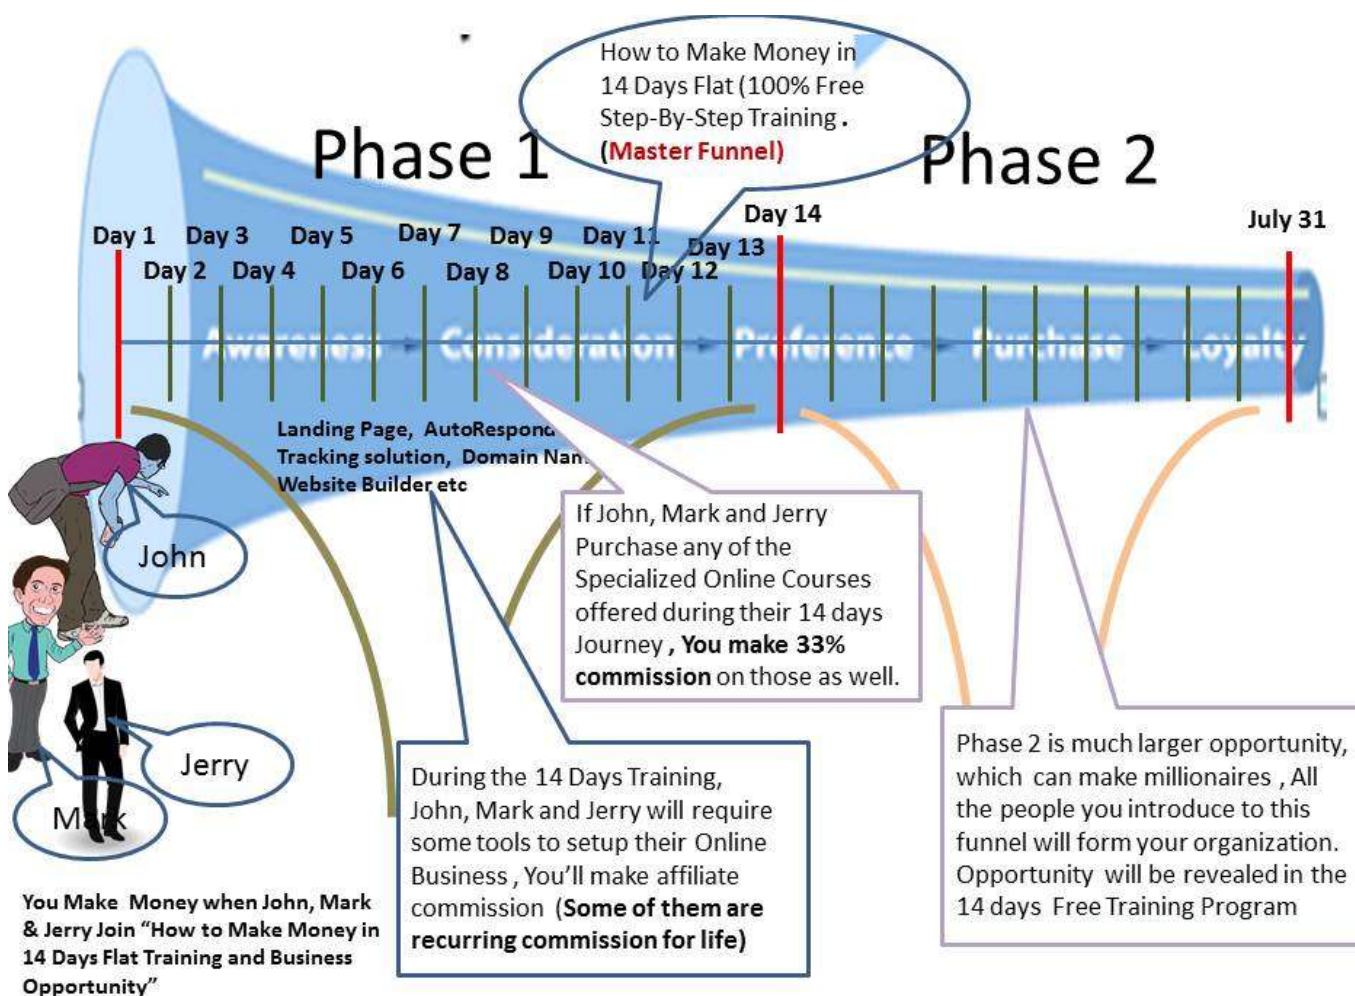 How to Make Money in
14 Days Flat (100% Free
Step-By-Step Training .
(Master Funnel)
Phase 1
Phase 2
Day 1
Day 2
Day 3
Day 4
Day 5
Day 6
Day 7
Day 8
Day 9
Day 10
Day 11
Day 12
Day 13
Day 14
July 31
Awareness
Consideration
Preference
Purchase
Loyalty
Landing Page, AutoRespond
Tracking solution, Domain Nam
Website Builder etc
John
Jerry
Mark
If John, Mark and Jerry
Purchase any of the
Specialized Online Courses
offered during their 14 days
Journey , You make 33%
commission on those as well.
During the 14 Days Training,
John, Mark and Jerry will require
some tools to setup their Online
Business , You'll make affiliate
commission (Some of them are
recurring commission for life)
Phase 2 is much larger opportunity,
which can make millionaires , All
the people you introduce to this
funnel will form your organization.
Opportunity will be revealed in the
14 days Free Training Program
You Make Money when John, Mark
& Jerry Join “How to Make Money in
14 Days Flat Training and Business
Opportunity”